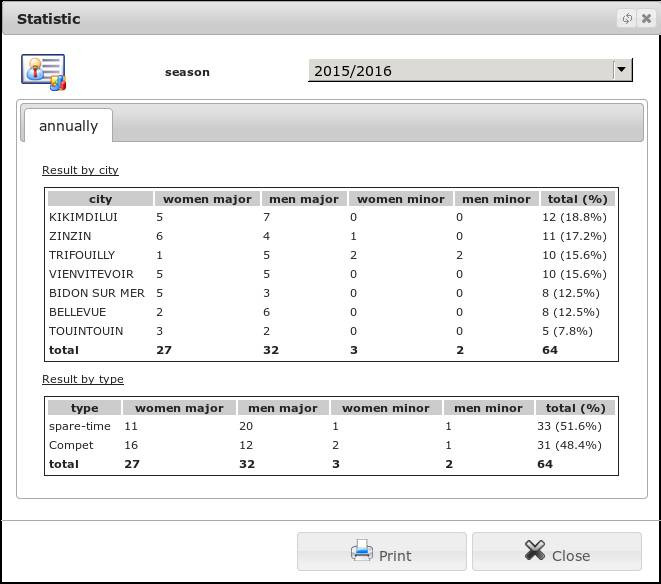 Statistic
season 2015/2016
annually
Result by city
city women major men major women minor men minor total (%)
KIKIMDILUI 5 7 0 0 12 (18.8%)
ZINZIN 6 4 1 0 11 (17.2%)
TRIFOUILLY 1 5 2 2 10 (15.6%)
VIENVITEVOIR 5 5 0 0 10 (15.6%)
BIDON SUR MER 5 3 0 0 8 (12.5%)
BELLEVUE 2 6 0 0 8 (12.5%)
TOUINTOUIN 3 2 0 0 5 (7.8%)
total 27 32 3 2 64
Result by type
type women major men major women minor men minor total (%)
spare-time 11 20 1 1 33 (51.6%)
Compet 16 12 2 1 31 (48.4%)
total 27 32 3 2 64
Print Close